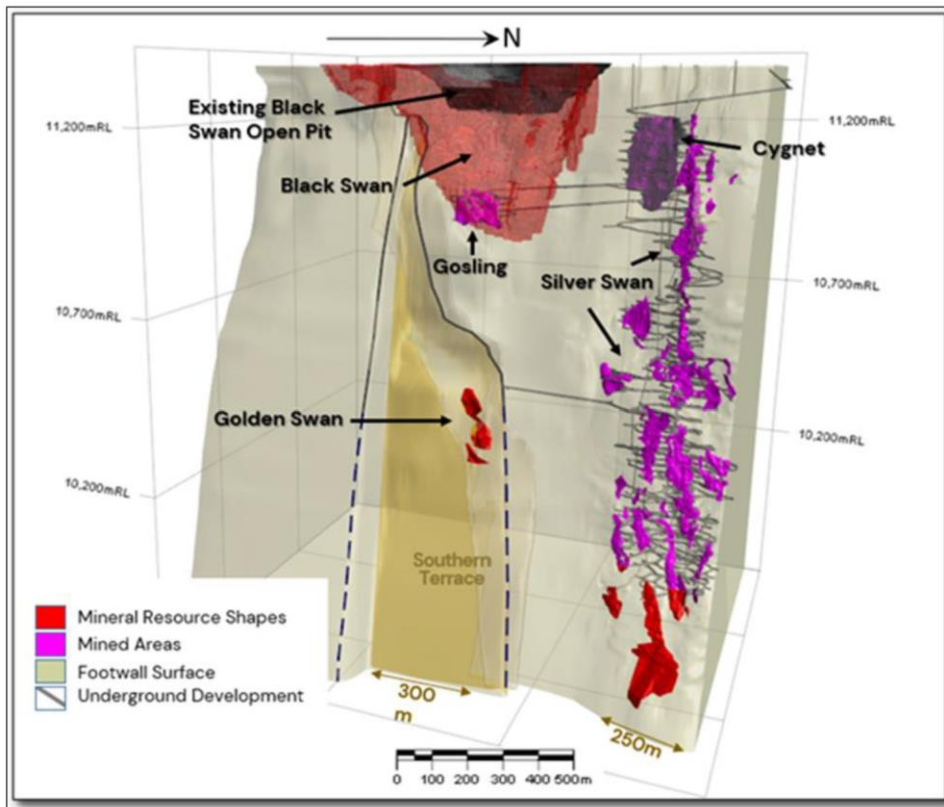 N
Existing Black
Swan Open Pit
11,200mRL
11,200mRL
Cygnet
Black Swan
Gosling
Silver Swan
10,700mRL
10,700mRL
Golden Swan
10,200mRL
10,200mRL
Southern
Terrace
Mineral Resource Shapes
Mined Areas
Footwall Surface
Underground Development
300
m
250m
0 100 200 300 400 500m